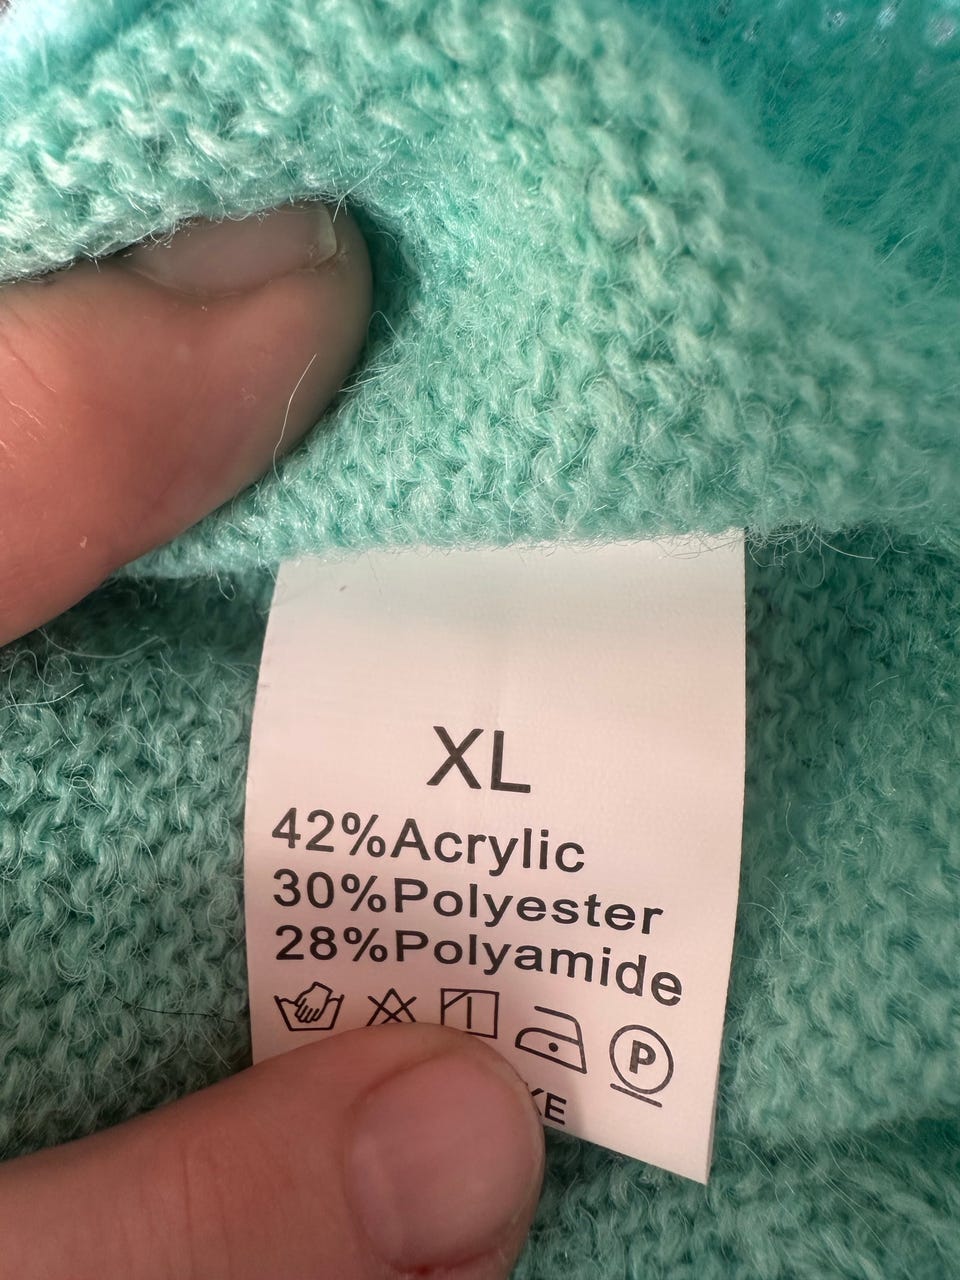 XL
42%Acrylic
30%Polyester
28%Polyamide
P